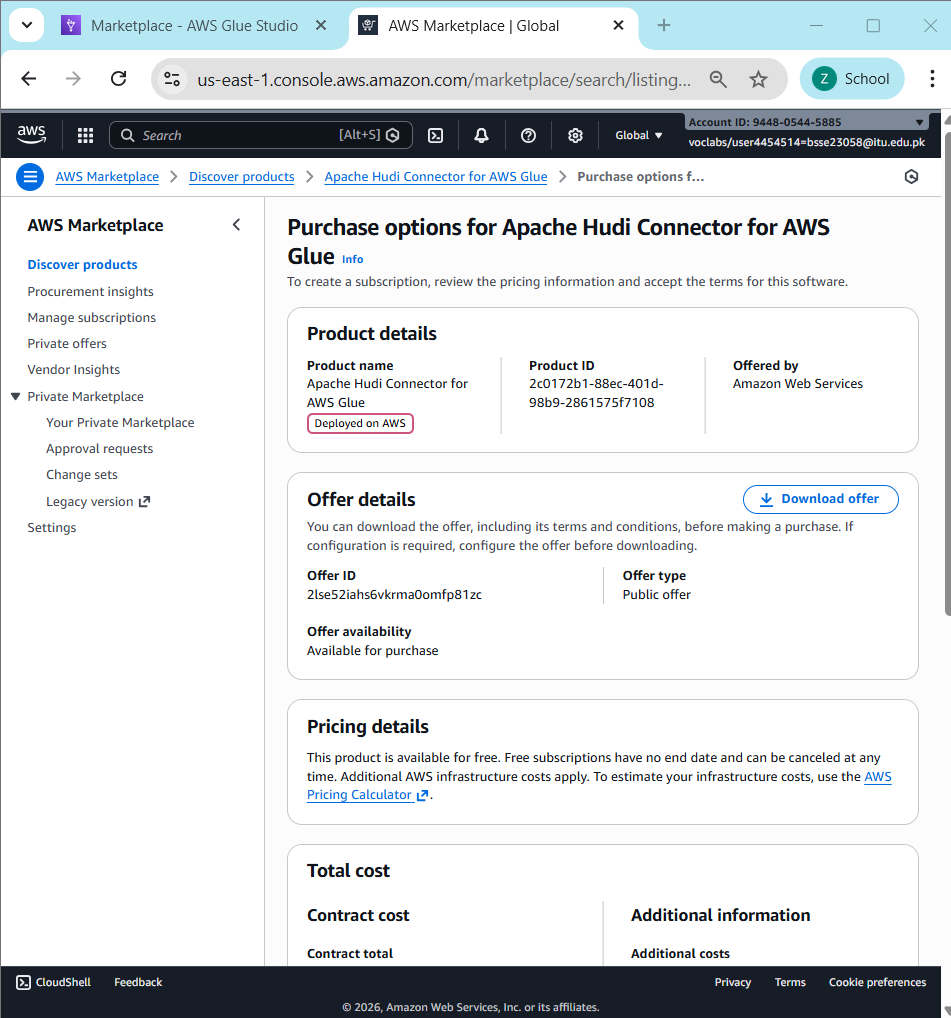 Marketplace - AWS Glue Studio
AWS Marketplace | Global
us-east-1.console.aws.amazon.com/marketplace/search/listing...
Z School
aws
Search [Alt+S]
Global
Account ID: 9448-0544-5885
voclabs/user4454514=bsse23058@itu.edu.pk
AWS Marketplace
Discover products
Apache Hudi Connector for AWS Glue
Purchase options f...
AWS Marketplace
Discover products
Procurement insights
Manage subscriptions
Private offers
Vendor Insights
Private Marketplace
Your Private Marketplace
Approval requests
Change sets
Legacy version
Settings
Purchase options for Apache Hudi Connector for AWS
Glue Info
To create a subscription, review the pricing information and accept the terms for this software.
Product details
Product name
Apache Hudi Connector for
AWS Glue
Deployed on AWS
Product ID
2c0172b1-88ec-401d-
98b9-2861575f7108
Offered by
Amazon Web Services
Offer details
Download offer
You can download the offer, including its terms and conditions, before making a purchase. If
configuration is required, configure the offer before downloading.
Offer ID
2lse52iahs6vkrma0omfp81zc
Offer type
Public offer
Offer availability
Available for purchase
Pricing details
This product is available for free. Free subscriptions have no end date and can be canceled at any
time. Additional AWS infrastructure costs apply. To estimate your infrastructure costs, use the AWS
Pricing Calculator .
Total cost
Contract cost
Contract total
Additional information
Additional costs
CloudShell
Feedback
Privacy
Terms
Cookie preferences
© 2026, Amazon Web Services, Inc. or its affiliates.